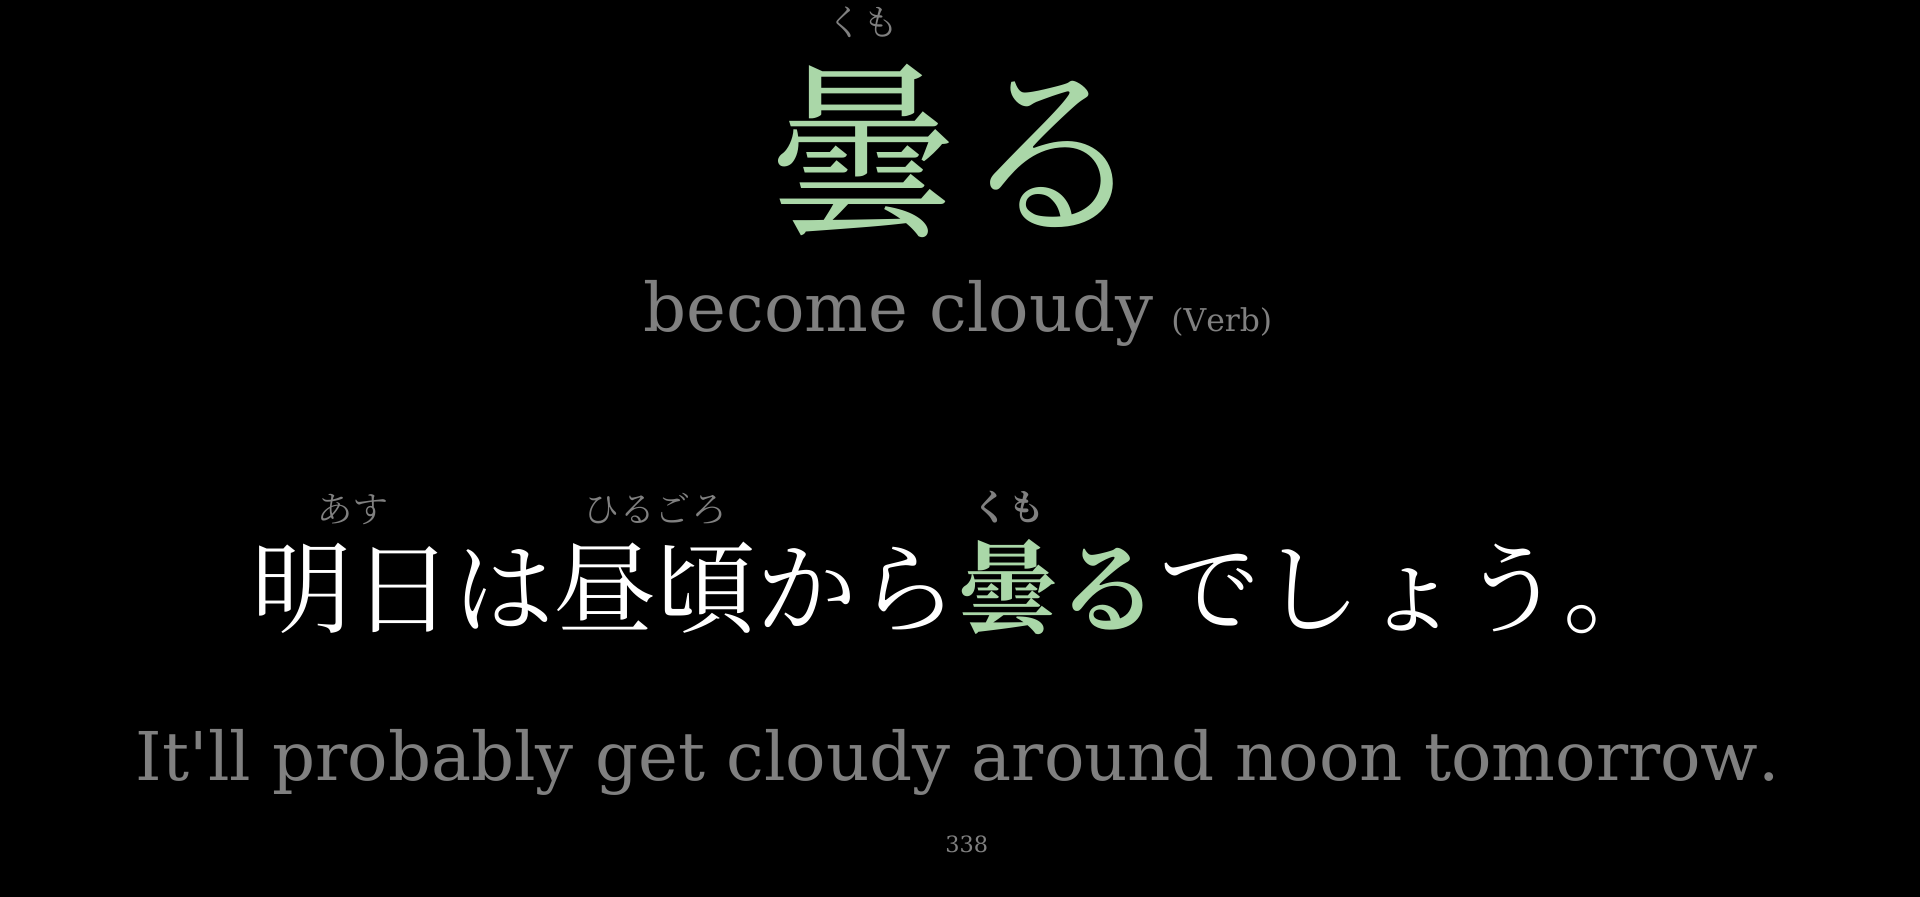 くも
曇る
become cloudy (Verb)
あす ひるごろ くも
明日は昼頃から曇るでしょう。
It'll probably get cloudy around noon tomorrow.
338